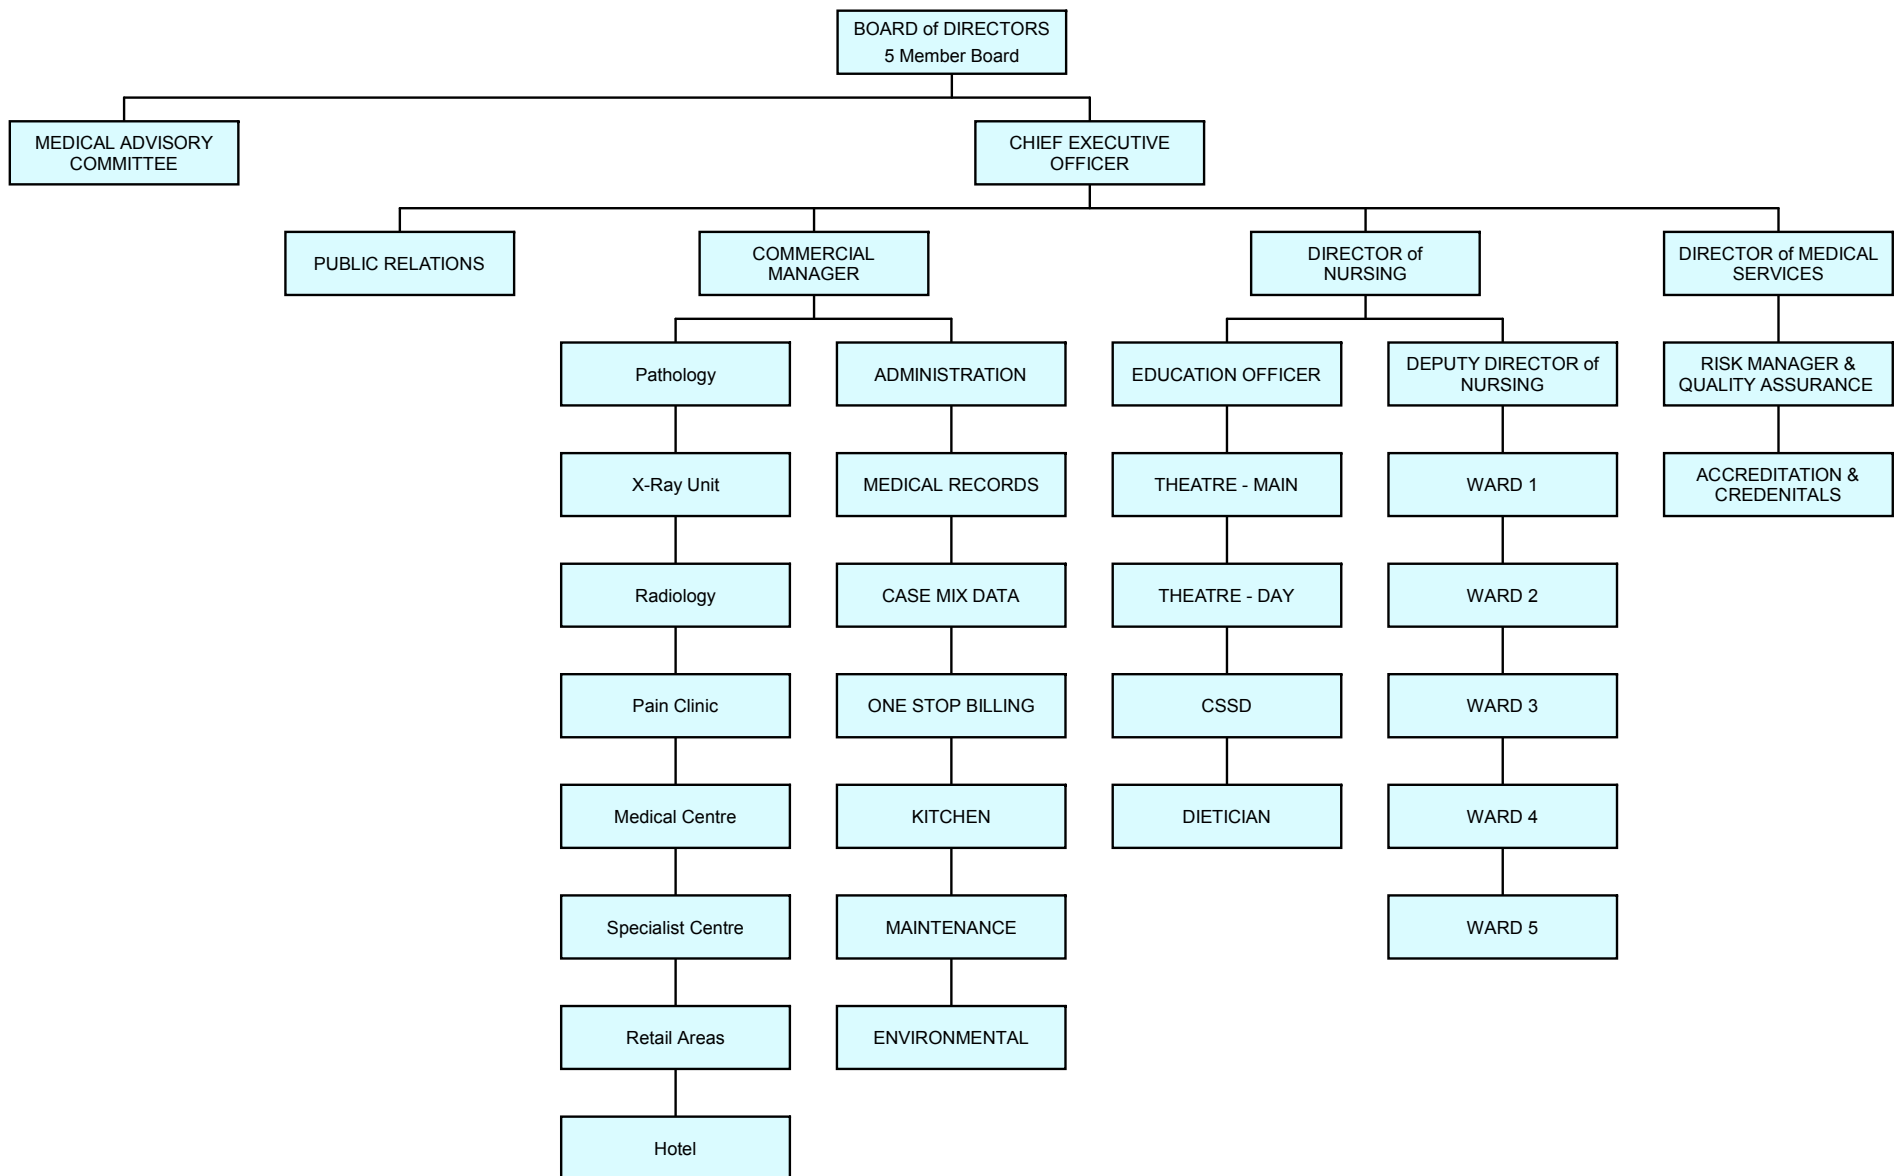 BOARD of DIRECTORS
5 Member Board
MEDICAL ADVISORY
COMMITTEE
CHIEF EXECUTIVE
OFFICER
PUBLIC RELATIONS
COMMERCIAL
MANAGER
DIRECTOR of
NURSING
DIRECTOR of MEDICAL
SERVICES
Pathology
ADMINISTRATION
EDUCATION OFFICER
DEPUTY DIRECTOR of
NURSING
RISK MANAGER &
QUALITY ASSURANCE
X-Ray Unit
MEDICAL RECORDS
THEATRE - MAIN
WARD 1
ACCREDITATION &
CREDENITALS
Radiology
CASE MIX DATA
THEATRE - DAY
WARD 2
Pain Clinic
ONE STOP BILLING
CSSD
WARD 3
Medical Centre
KITCHEN
DIETICIAN
WARD 4
Specialist Centre
MAINTENANCE
WARD 5
Retail Areas
ENVIRONMENTAL
Hotel